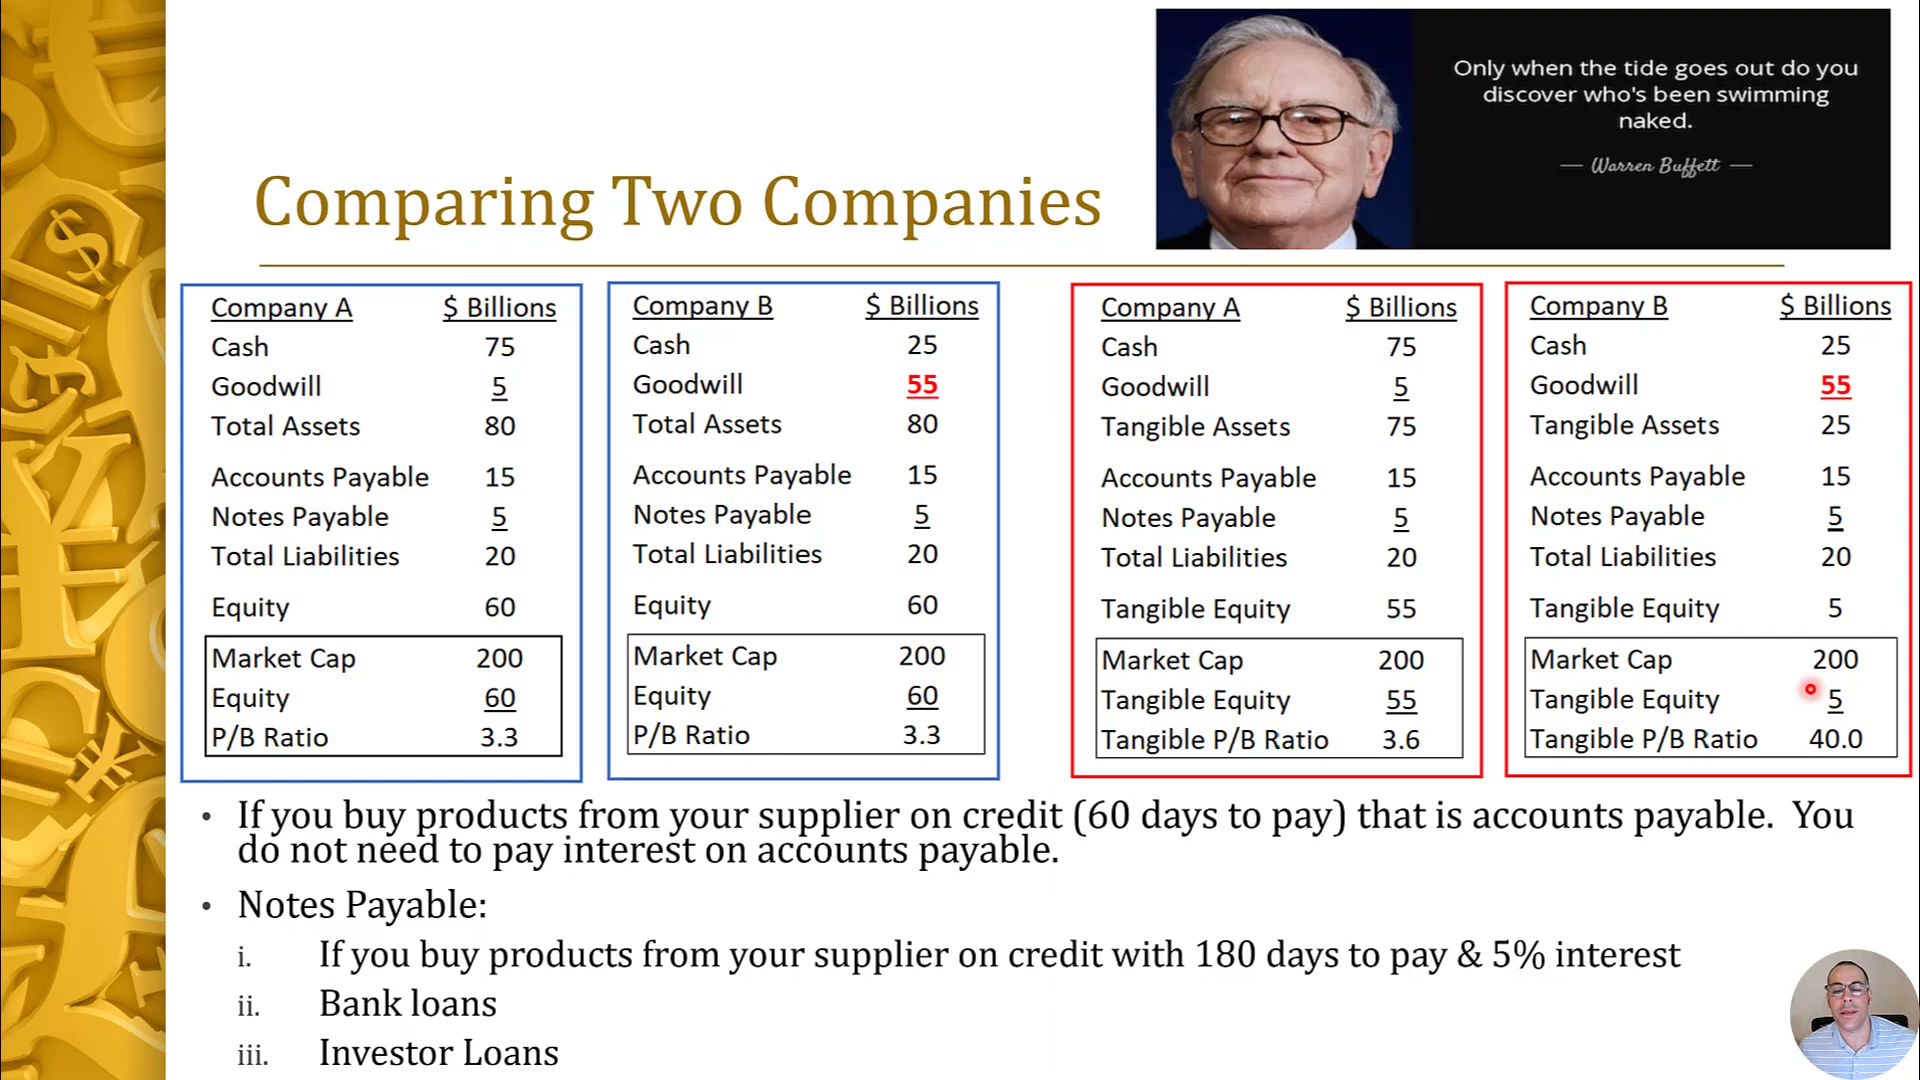 Only when the tide goes out do you
discover who's been swimming
naked.
— Warren Buffett —
Comparing Two Companies
Company A $ Billions
Cash 75
Goodwill 5
Total Assets 80
Accounts Payable 15
Notes Payable 5
Total Liabilities 20
Equity 60
Market Cap 200
Equity 60
P/B Ratio 3.3
Company B $ Billions
Cash 25
Goodwill 55
Total Assets 80
Accounts Payable 15
Notes Payable 5
Total Liabilities 20
Equity 60
Market Cap 200
Equity 60
P/B Ratio 3.3
Company A $ Billions
Cash 75
Goodwill 5
Tangible Assets 75
Accounts Payable 15
Notes Payable 5
Total Liabilities 20
Tangible Equity 55
Market Cap 200
Tangible Equity 55
Tangible P/B Ratio 3.6
Company B $ Billions
Cash 25
Goodwill 55
Tangible Assets 25
Accounts Payable 15
Notes Payable 5
Total Liabilities 20
Tangible Equity 5
Market Cap 200
Tangible Equity 5
Tangible P/B Ratio 40.0
• If you buy products from your supplier on credit (60 days to pay) that is accounts payable. You
do not need to pay interest on accounts payable.
• Notes Payable:
i. If you buy products from your supplier on credit with 180 days to pay & 5% interest
ii. Bank loans
iii. Investor Loans